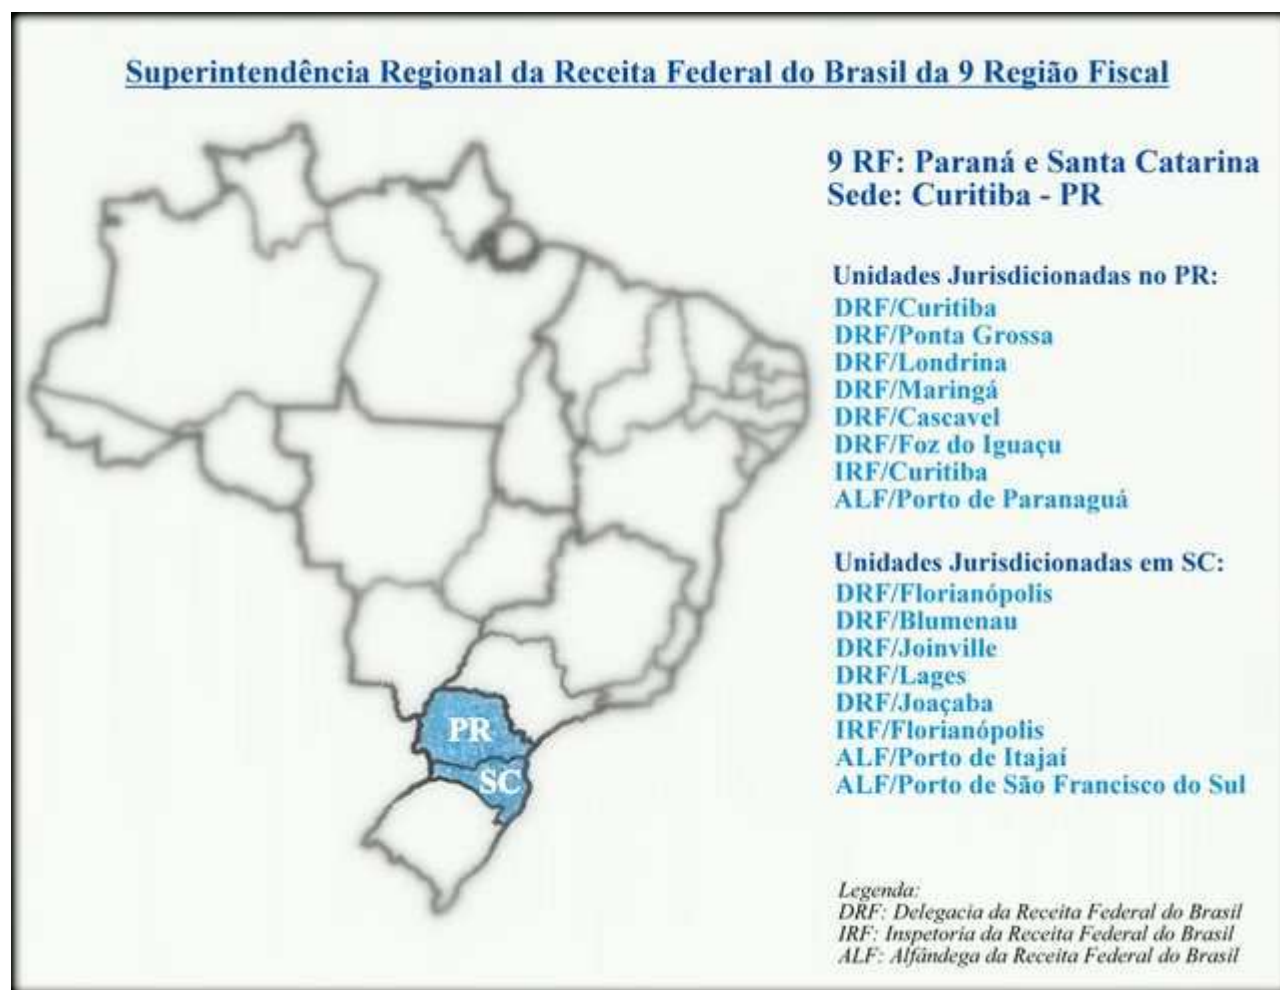 Superintendência Regional da Receita Federal do Brasil da 9 Região Fiscal
9 RF: Paraná e Santa Catarina
Sede: Curitiba - PR
Unidades Jurisdicionadas no PR:
DRF/Curitiba
DRF/Ponta Grossa
DRF/Londrina
DRF/Maringá
DRF/Cascavel
DRF/Foz do Iguaçu
IRF/Curitiba
ALF/Porto de Paranaguá
Unidades Jurisdicionadas em SC:
DRF/Florianópolis
DRF/Blumenau
DRF/Joinville
DRF/Lages
DRF/Joaçaba
IRF/Florianópolis
ALF/Porto de Itajaí
ALF/Porto de São Francisco do Sul
PR
SC
Legenda:
DRF: Delegacia da Receita Federal do Brasil
IRF: Inspetoria da Receita Federal do Brasil
ALF: Alfândega da Receita Federal do Brasil